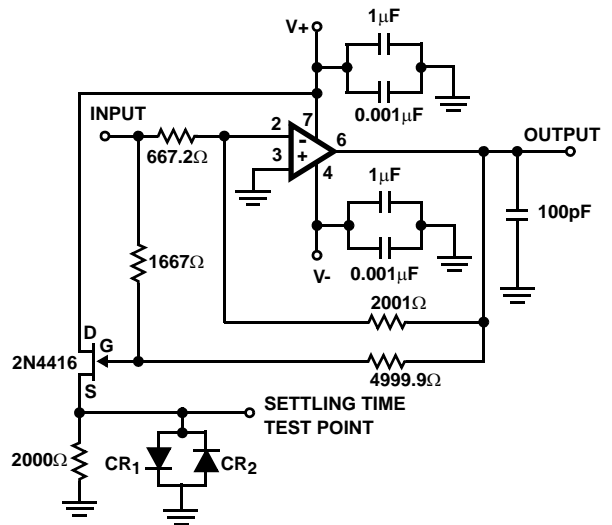 1μF
V+
0.001μF
INPUT
667.2Ω
2
7
-
6
OUTPUT
3
+
4
1μF
100pF
V-
0.001μF
1667Ω
2001Ω
D
G
2N4416
S
4999.9Ω
SETTLING TIME
TEST POINT
2000Ω
CR1
CR2